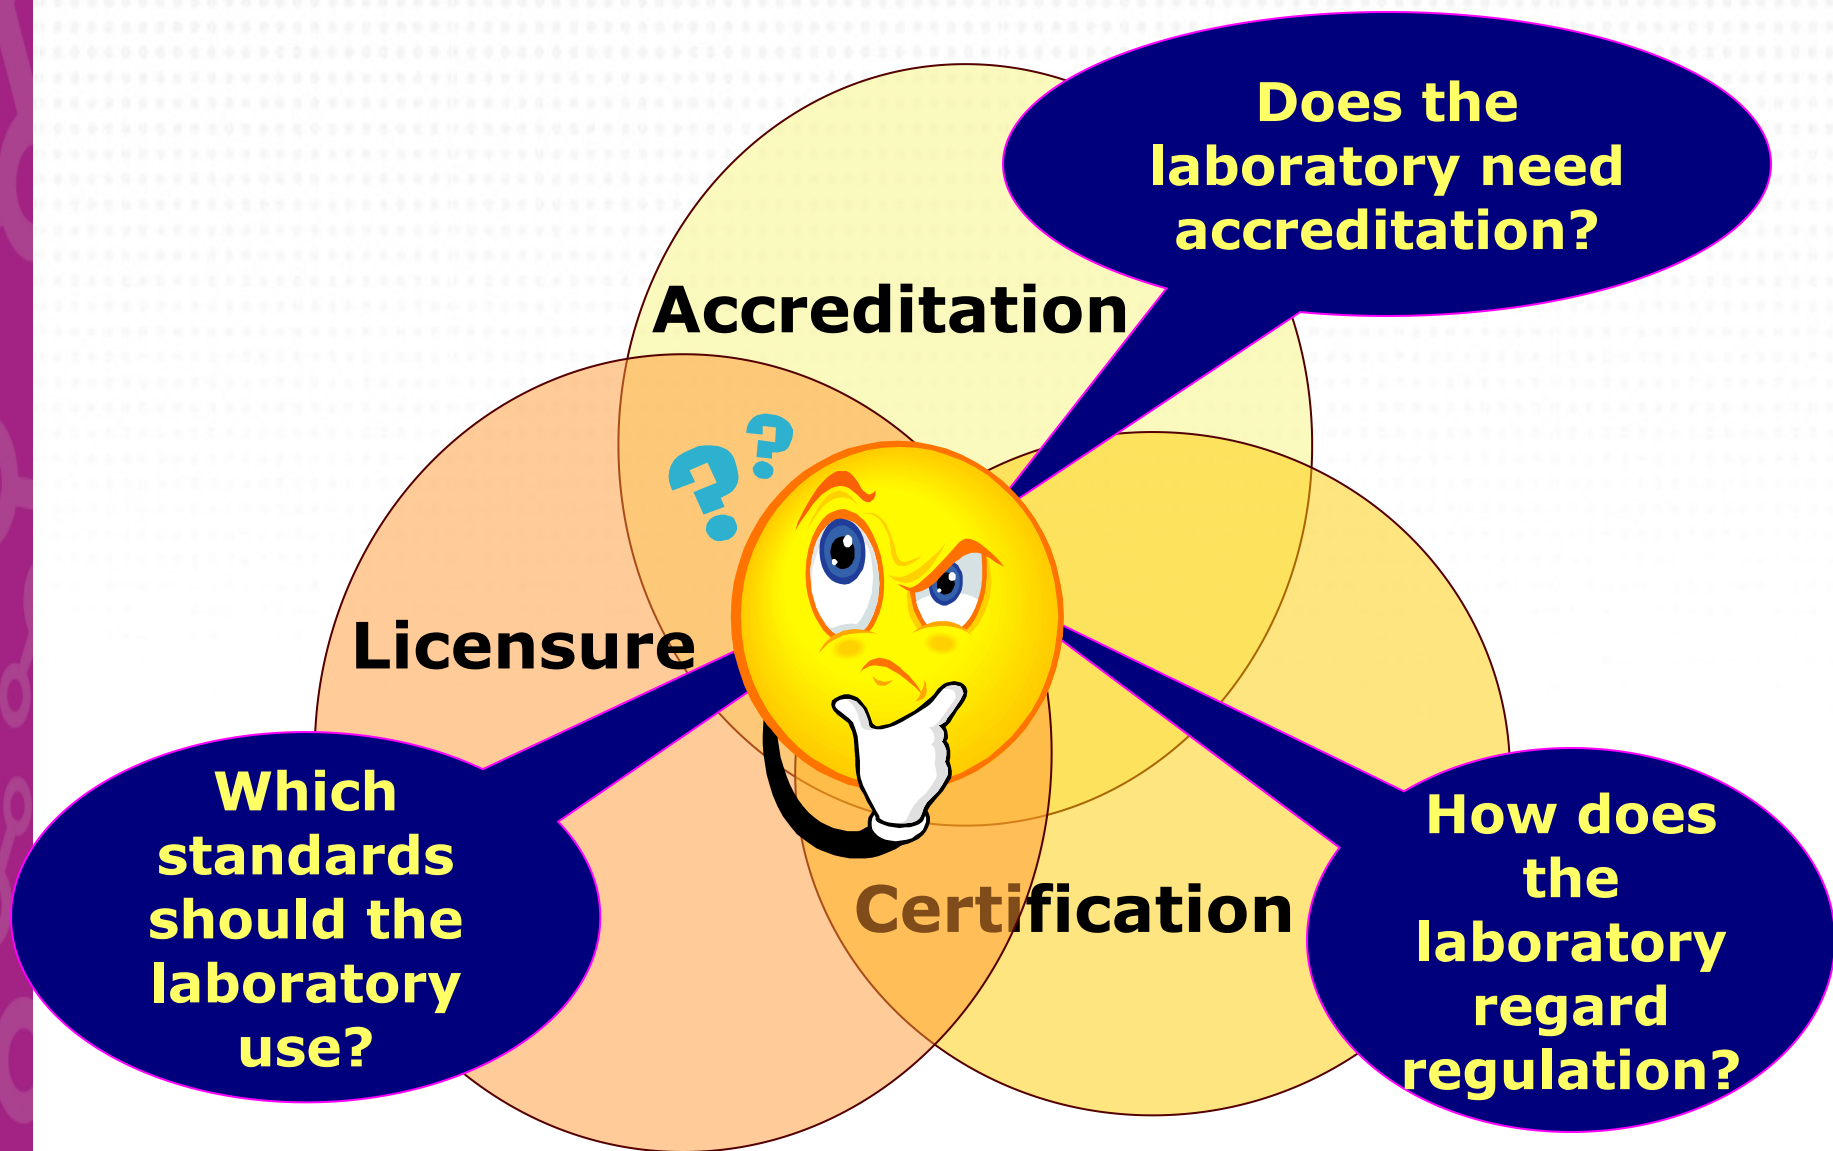 Does the
laboratory need
accreditation?
Accreditation
? ?
Licensure
Which
standards
should the
laboratory
use?
Certification
How does
the
laboratory
regard
regulation?